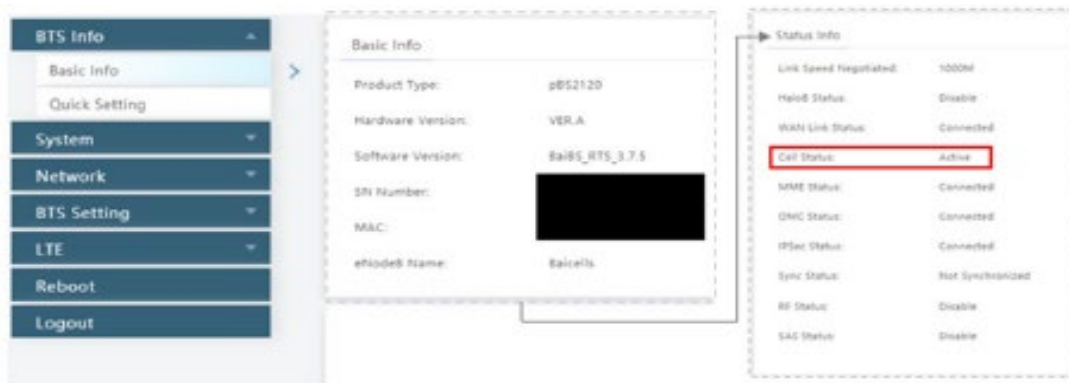 BTS Info
Basic Info
Quick Setting
System
Network
BTS Setting
LTE
Reboot
Logout
Basic Info
Product Type: pBS2120
Hardware Version: VER.A
Software Version: BaiBS_RTS_3.7.5
SN Number:
MAC:
eNodeB Name: Baicells
Status Info
Link Speed Negotiated: 1000M
HaloB Status: Disable
WAN Link Status: Connected
Cell Status: Active
MME Status: Connected
OMC Status: Connected
IPSec Status: Connected
Sync Status: Not Synchronized
RF Status: Disable
SAS Status: Disable